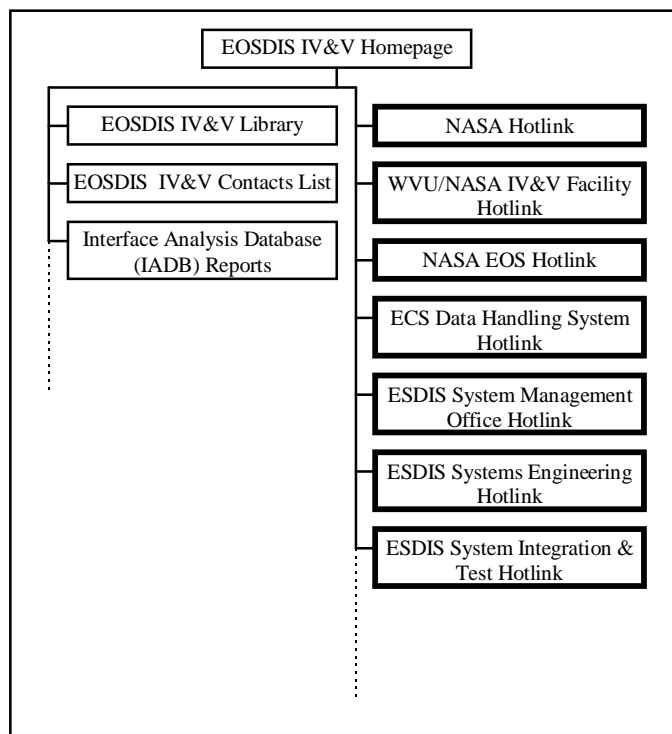 EOSDIS IV&V Homepage
EOSDIS IV&V Library
EOSDIS IV&V Contacts List
Interface Analysis Database
(IADB) Reports
NASA Hotlink
WVU/NASA IV&V Facility
Hotlink
NASA EOS Hotlink
ECS Data Handling System
Hotlink
ESDIS System Management
Office Hotlink
ESDIS Systems Engineering
Hotlink
ESDIS System Integration &
Test Hotlink